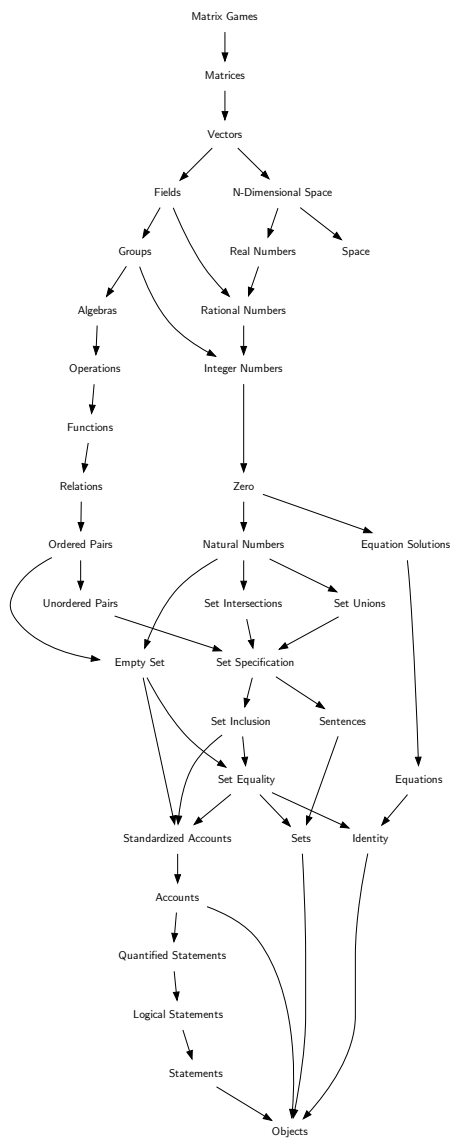 Matrix Games
Matrices
Vectors
Fields
N-Dimensional Space
Groups
Real Numbers
Space
Algebras
Rational Numbers
Operations
Integer Numbers
Functions
Relations
Zero
Ordered Pairs
Natural Numbers
Equation Solutions
Unordered Pairs
Set Intersections
Set Unions
Empty Set
Set Specification
Set Inclusion
Sentences
Set Equality
Equations
Standardized Accounts
Sets
Identity
Accounts
Quantified Statements
Logical Statements
Statements
Objects